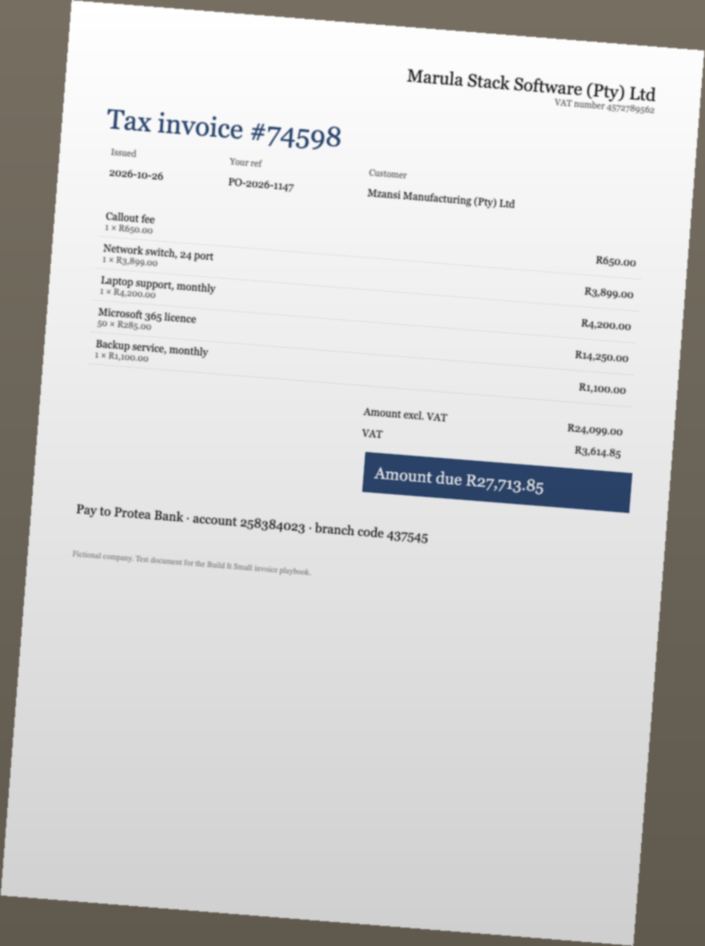 Marula Stack Software (Pty) Ltd
VAT number 4572789562
Tax invoice #74598
Issued
2026-10-26
Your ref
PO-2026-1147
Customer
Mzansi Manufacturing (Pty) Ltd
Callout fee
1 × R650.00
R650.00
Network switch, 24 port
1 × R3,899.00
R3,899.00
Laptop support, monthly
1 × R4,200.00
R4,200.00
Microsoft 365 licence
50 × R285.00
R14,250.00
Backup service, monthly
1 × R1,100.00
R1,100.00
Amount excl. VAT R24,099.00
VAT R3,614.85
Amount due R27,713.85
Pay to Protea Bank · account 258384023 · branch code 437545
Fictional company. Test document for the Build It Small invoice playbook.